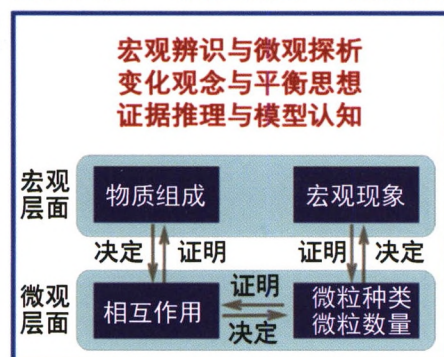 宏观辨识与微观探析
变化观念与平衡思想
证据推理与模型认知
宏观
层面
物质组成
宏观现象
决定
证明
证明
决定
微观
层面
相互作用
证明
决定
微粒种类
微粒数量